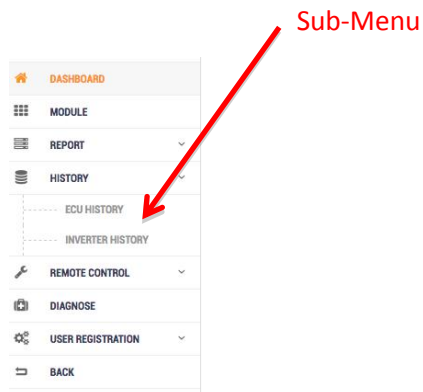 Sub-Menu
DASHBOARD
MODULE
REPORT
HISTORY
ECU HISTORY
INVERTER HISTORY
REMOTE CONTROL
DIAGNOSE
USER REGISTRATION
BACK